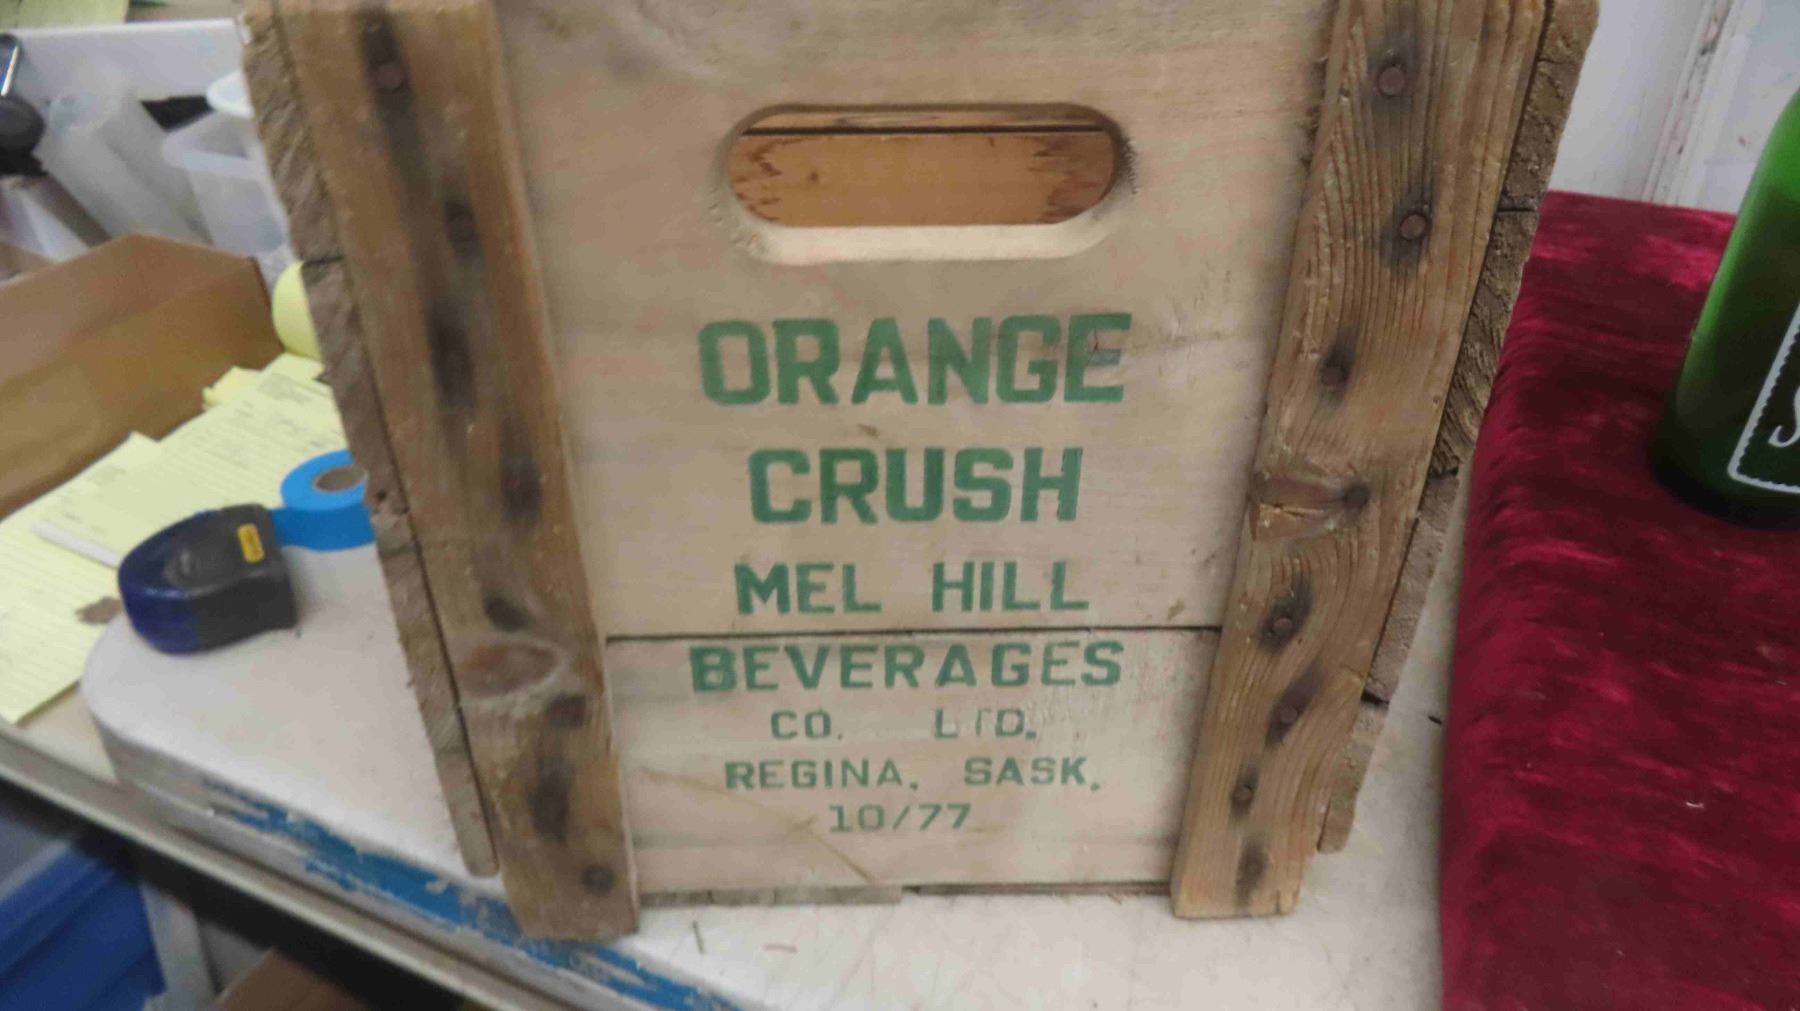 ORANGE
CRUSH
MEL HILL
BEVERAGES
CO. LTD.
REGINA, SASK.
10/77